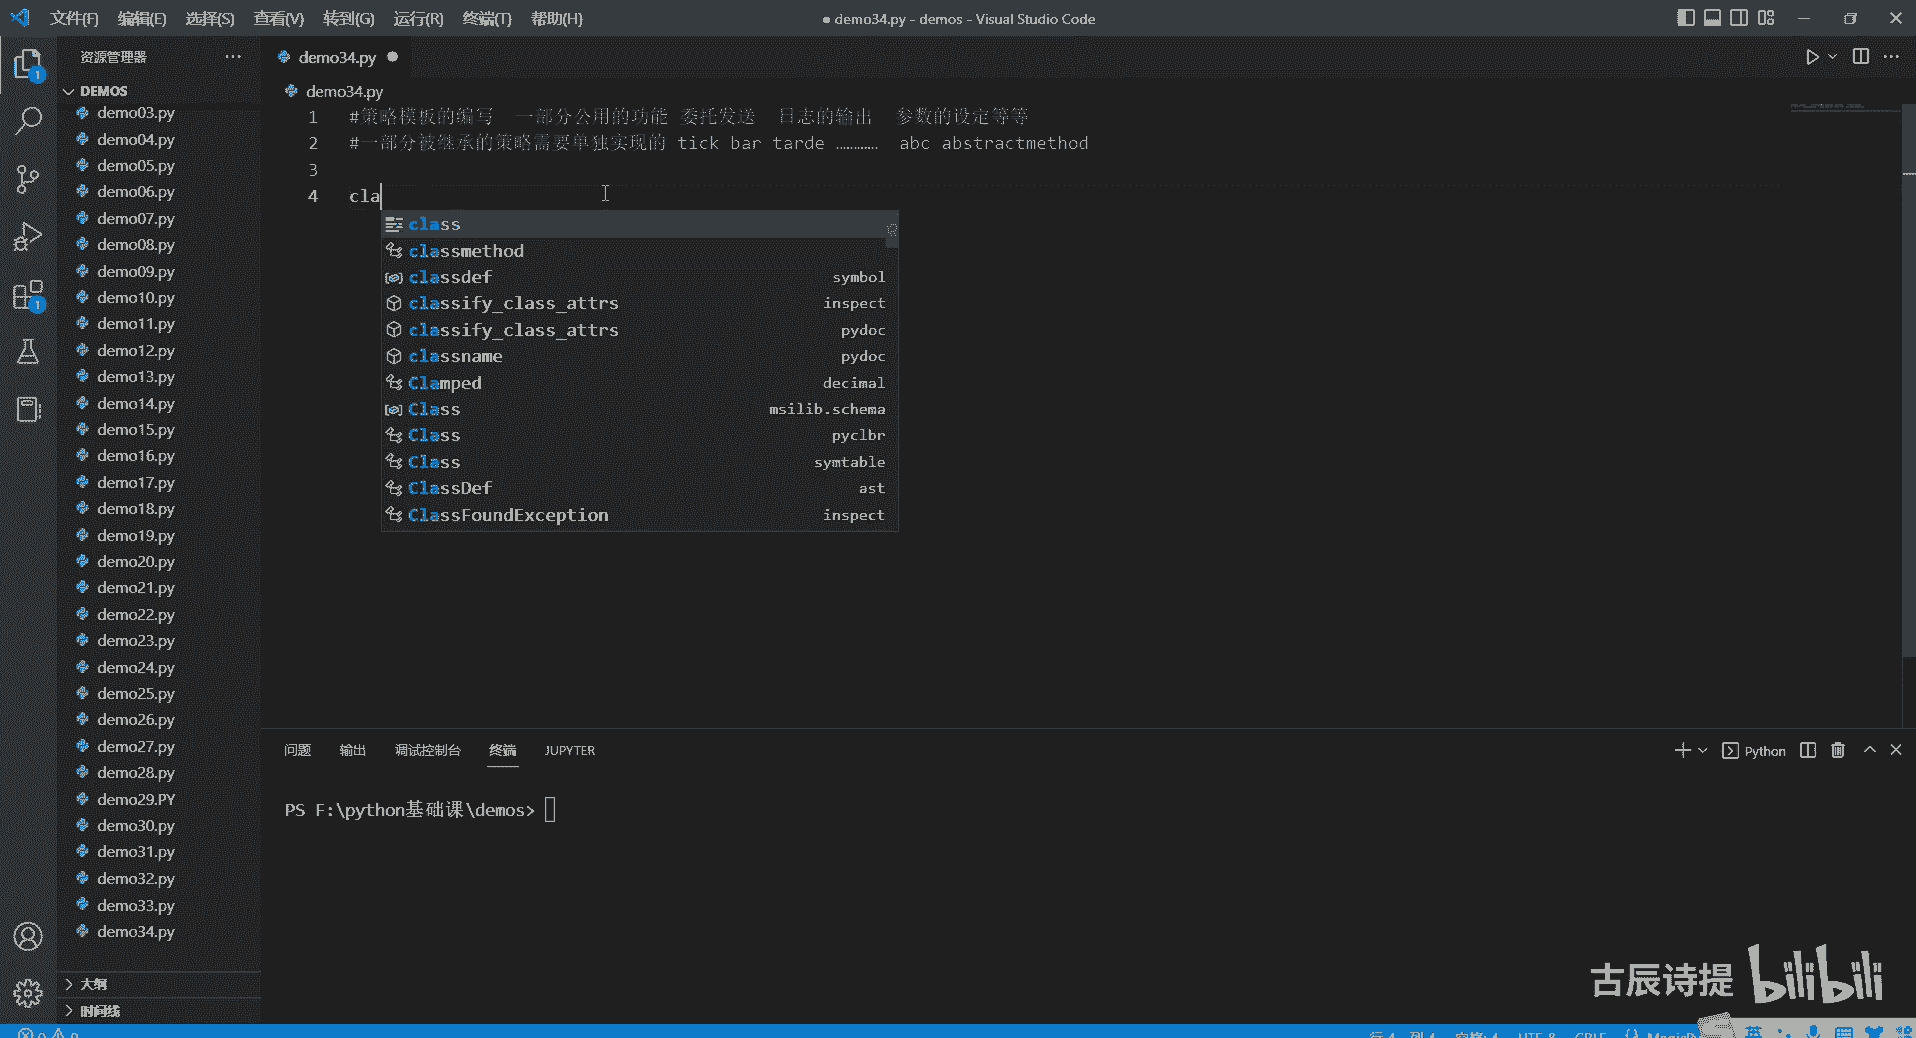 文件(F) 编辑(E) 选择(S) 查看(V) 转到(G) 运行(R) 终端(T) 帮助(H)
● demo34.py - demos - Visual Studio Code
资源管理器
DEMOS
demo03.py
demo04.py
demo05.py
demo06.py
demo07.py
demo08.py
demo09.py
demo10.py
demo11.py
demo12.py
demo13.py
demo14.py
demo15.py
demo16.py
demo17.py
demo18.py
demo19.py
demo20.py
demo21.py
demo22.py
demo23.py
demo24.py
demo25.py
demo26.py
demo27.py
demo28.py
demo29.PY
demo30.py
demo31.py
demo32.py
demo33.py
demo34.py
大纲
时间线
1
1
demo34.py
demo34.py
1 #策略模板的编写 一部分公用的功能 委托发送 日志的输出 参数的设定等等
2 #一部分被继承的策略需要单独实现的 tick bar tarde ………… abc abstractmethod
3
4 cla
class
classmethod
classdef symbol
classify_class_attrs inspect
classify_class_attrs pydoc
classname pydoc
Clamped decimal
Class msilib.schema
Class pyclbr
Class symtable
ClassDef ast
ClassFoundException inspect
问题 输出 调试控制台 终端 JUPYTER
Python
PS F:\python基础课\demos>
古辰诗提 bilibili
英